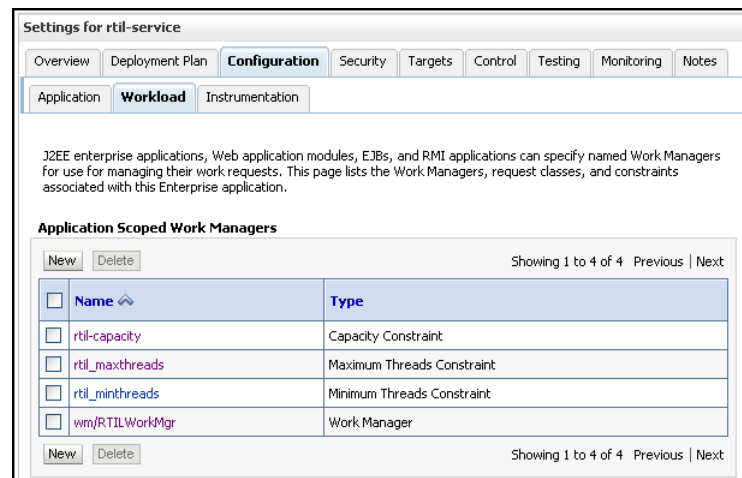 Settings for rtil-service
Overview Deployment Plan Configuration Security Targets Control Testing Monitoring Notes
Application Workload Instrumentation
J2EE enterprise applications, Web application modules, EJBs, and RMI applications can specify named Work Managers
for use for managing their work requests. This page lists the Work Managers, request classes, and constraints
associated with this Enterprise application.
Application Scoped Work Managers
New Delete Showing 1 to 4 of 4 Previous | Next
Name Type
rtil-capacity Capacity Constraint
rtil_maxthreads Maximum Threads Constraint
rtil_minthreads Minimum Threads Constraint
wm/RTILWorkMgr Work Manager
New Delete Showing 1 to 4 of 4 Previous | Next